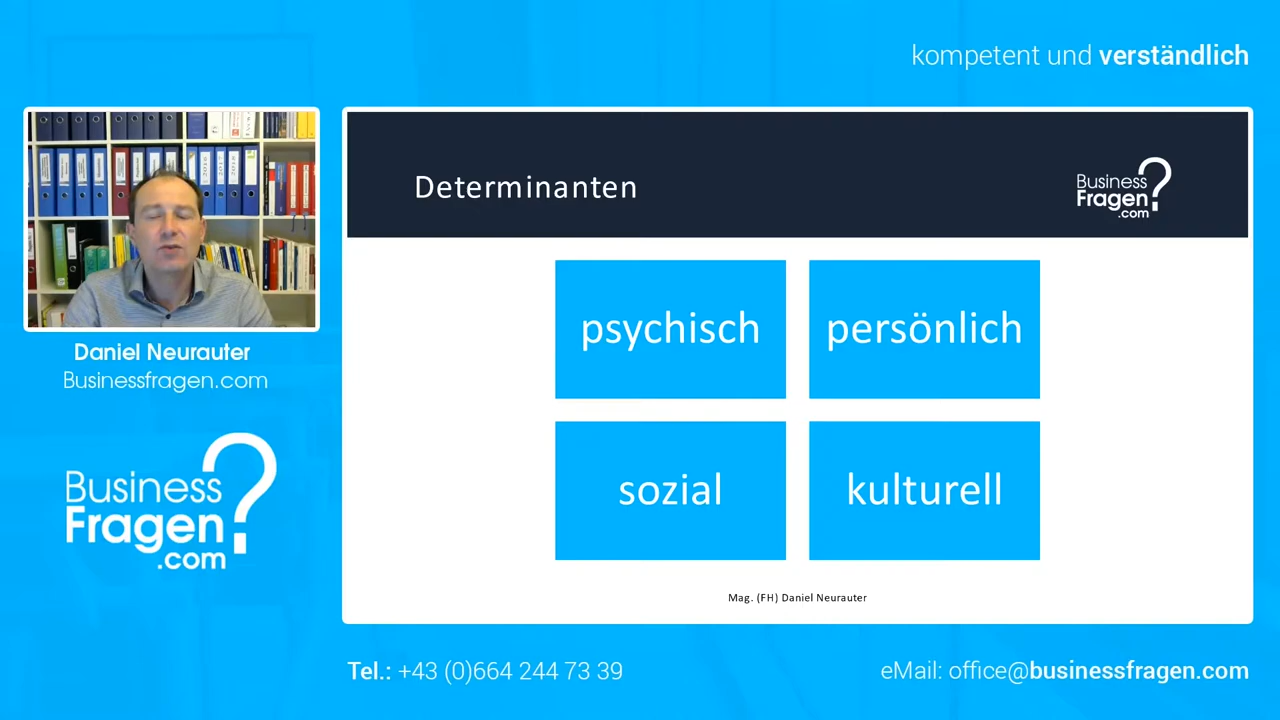 kompetent und verständlich
Determinanten
Business
Fragen
.com
psychisch
persönlich
sozial
kulturell
Mag. (FH) Daniel Neurauter
Daniel Neurauter
Businessfragen.com
Business
Fragen
.com
Tel.: +43 (0)664 244 73 39
eMail: office@businessfragen.com